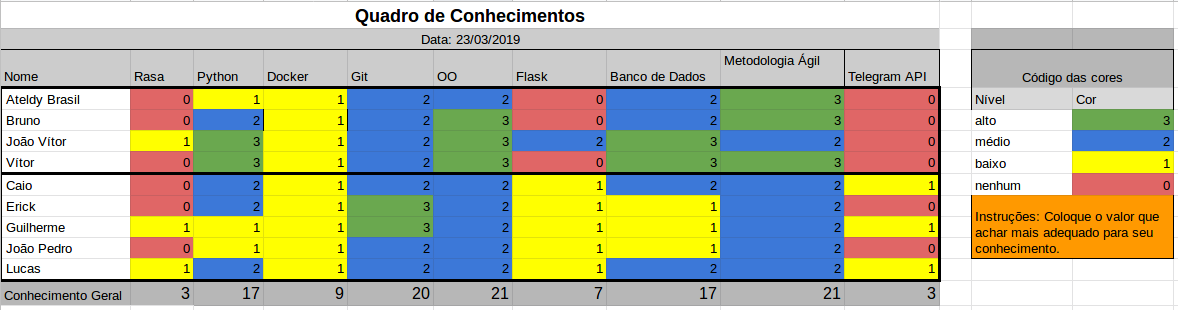 Quadro de Conhecimentos
Data: 23/03/2019
Nome Rasa Python Docker Git OO Flask Banco de Dados Metodologia Ágil Telegram API
Ateldy Brasil 0 1 1 2 2 0 2 3 0
Bruno 0 2 1 2 3 0 2 3 0
João Vítor 1 3 1 2 3 2 3 2 0
Vítor 0 3 1 2 3 0 3 3 0
Caio 0 2 1 2 2 1 2 2 1
Erick 0 2 1 3 2 1 1 2 0
Guilherme 1 1 1 3 2 1 1 2 1
João Pedro 0 1 1 2 2 1 1 2 0
Lucas 1 2 1 2 2 1 2 2 1
Conhecimento Geral 3 17 9 20 21 7 17 21 3
Código das cores
Nível Cor
alto 3
médio 2
baixo 1
nenhum 0
Instruções: Coloque o valor que
achar mais adequado para seu
conhecimento.